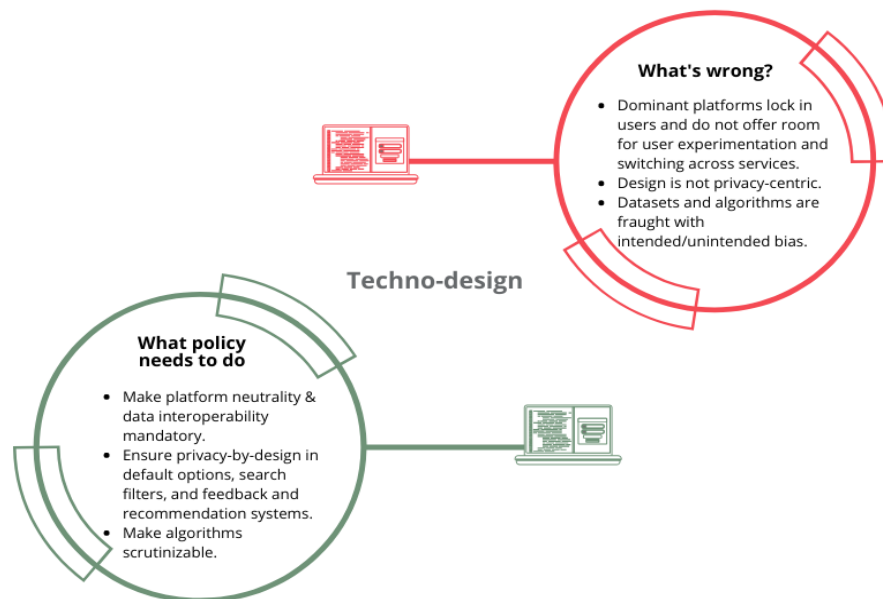 What's wrong?
• Dominant platforms lock in
users and do not offer room
for user experimentation and
switching across services.
• Design is not privacy-centric.
• Datasets and algorithms are
fraught with
intended/unintended bias.
Techno-design
What policy
needs to do
• Make platform neutrality &
data interoperability
mandatory.
• Ensure privacy-by-design in
default options, search
filters, and feedback and
recommendation systems.
• Make algorithms
scrutinizable.